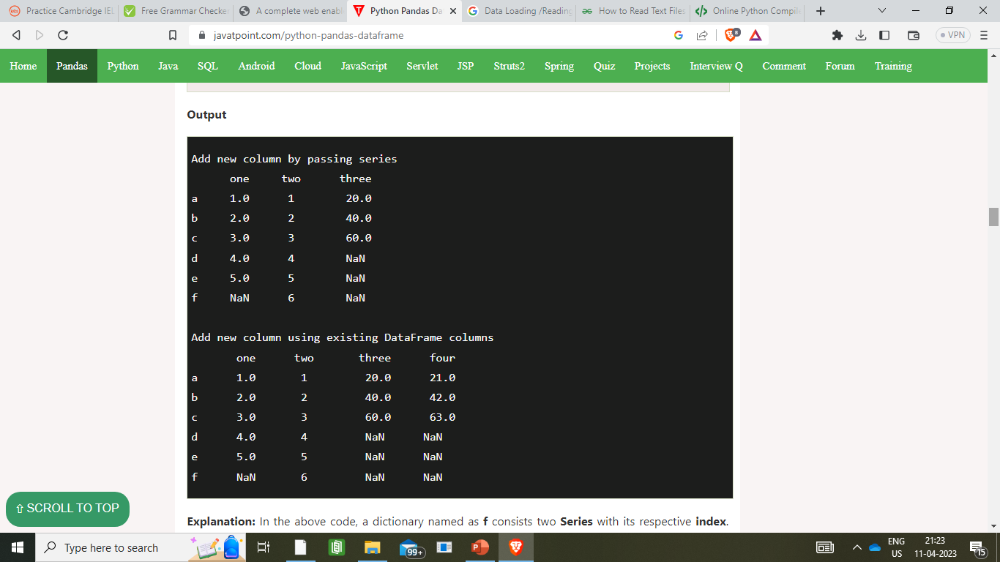 Practice Cambridge IEL
Free Grammar Checker
A complete web enab
Python Pandas Da
Data Loading /Reading
How to Read Text Files
Online Python Compile
javatpoint.com/python-pandas-dataframe
8
VPN
Home Pandas Python Java SQL Android Cloud JavaScript Servlet JSP Struts2 Spring Quiz Projects Interview Q Comment Forum Training
Output
Add new column by passing series
one two three
a 1.0 1 20.0
b 2.0 2 40.0
c 3.0 3 60.0
d 4.0 4 NaN
e 5.0 5 NaN
f NaN 6 NaN
Add new column using existing DataFrame columns
one two three four
a 1.0 1 20.0 21.0
b 2.0 2 40.0 42.0
c 3.0 3 60.0 63.0
d 4.0 4 NaN NaN
e 5.0 5 NaN NaN
f NaN 6 NaN NaN
⇧ SCROLL TO TOP
Explanation: In the above code, a dictionary named as f consists two Series with its respective index.
Type here to search
99+
ENG
US
21:23
11-04-2023
15